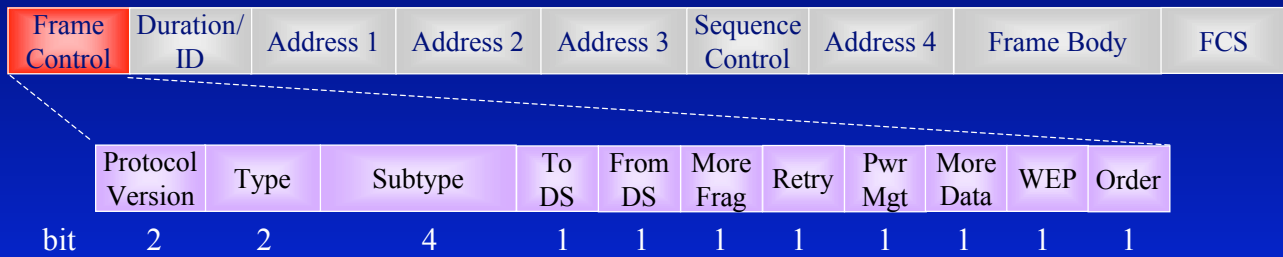 Frame Control Duration/ ID Address 1 Address 2 Address 3 Sequence Control Address 4 Frame Body FCS
Protocol Version Type Subtype To DS From DS More Frag Retry Pwr Mgt More Data WEP Order
bit 2 2 4 1 1 1 1 1 1 1 1